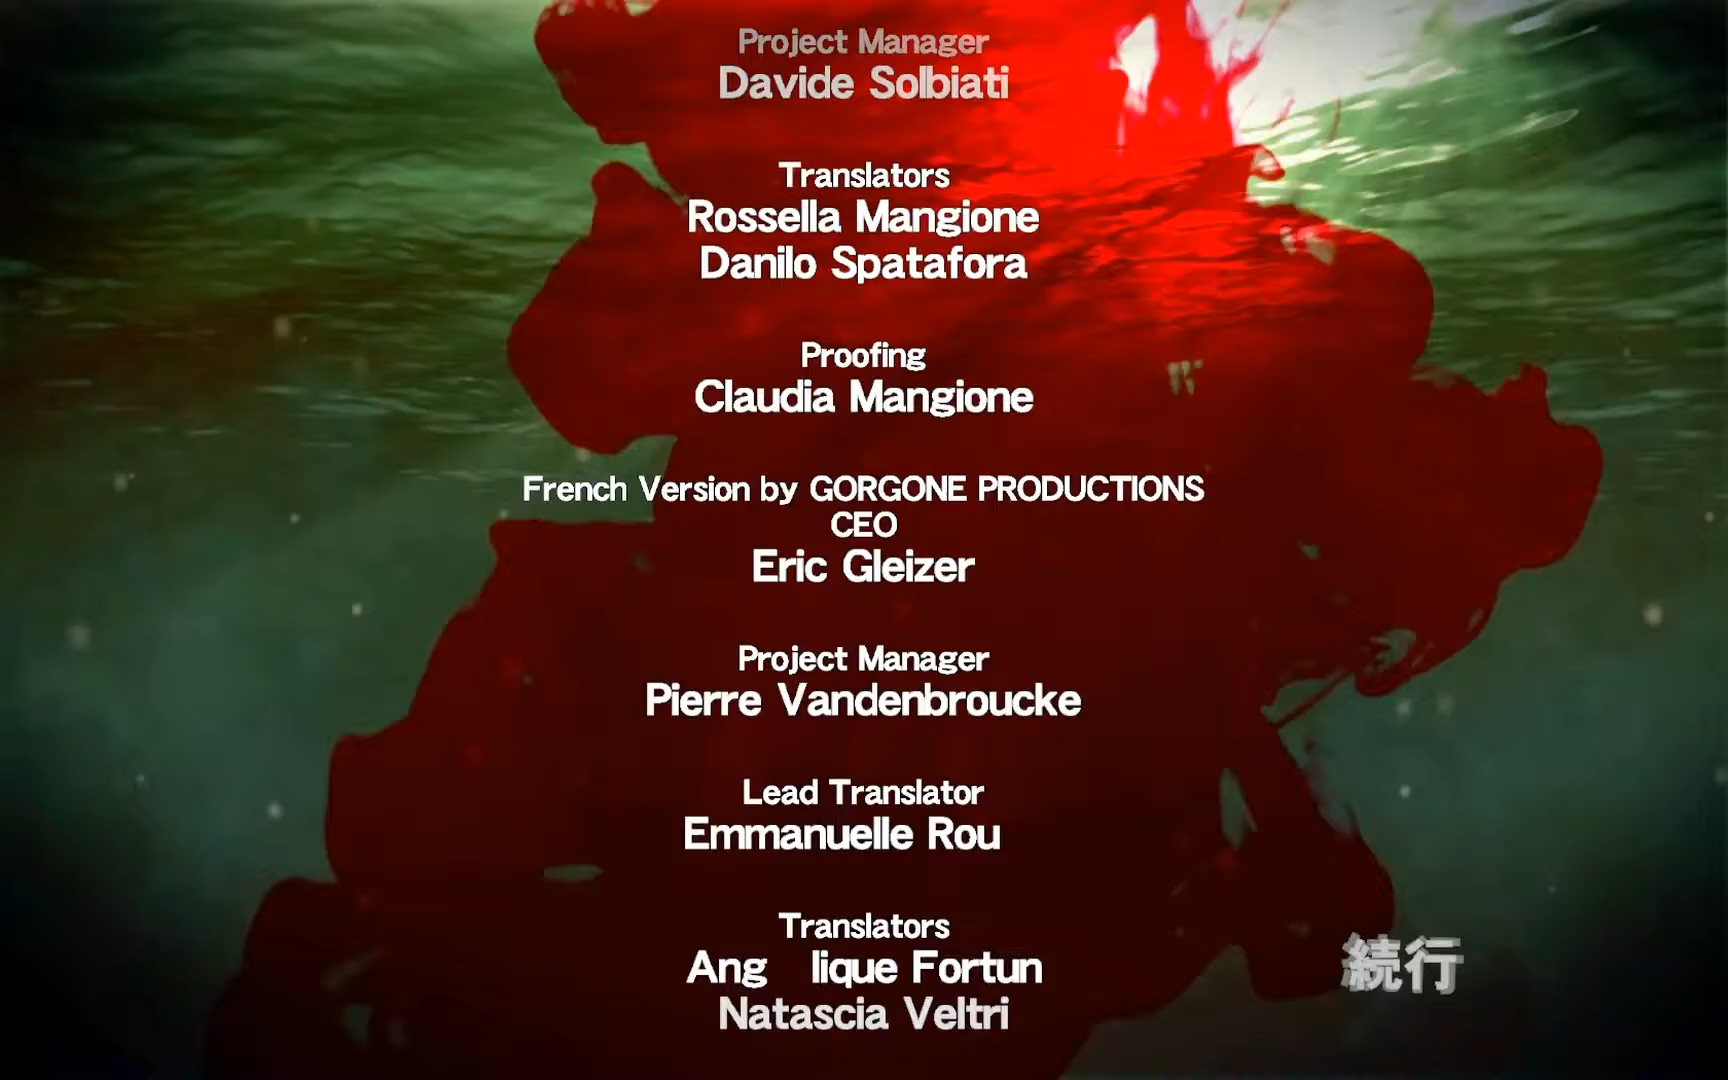 Project Manager
Davide Solbiati
Translators
Rossella Mangione
Danilo Spatafora
Proofing
Claudia Mangione
French Version by GORGONE PRODUCTIONS
CEO
Eric Gleizer
Project Manager
Pierre Vandenbroucke
Lead Translator
Emmanuelle Rou
Translators
Ang lique Fortun
Natascia Veltri
続行